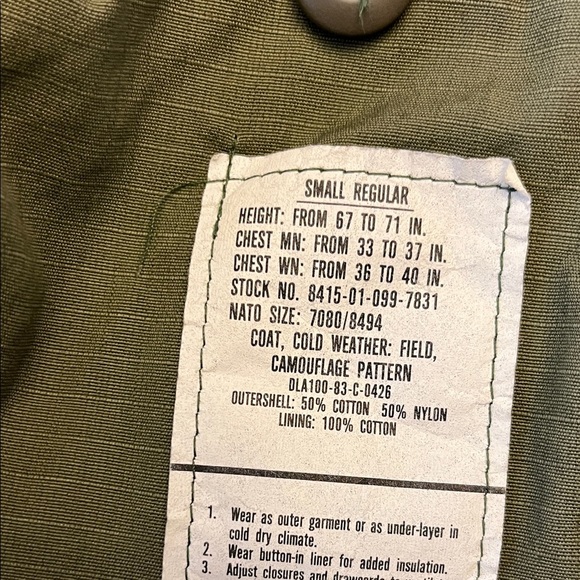 SMALL REGULAR
HEIGHT: FROM 67 TO 71 IN.
CHEST MN: FROM 33 TO 37 IN.
CHEST WN: FROM 36 TO 40 IN.
STOCK NO. 8415-01-099-7831
NATO SIZE: 7080/8494
COAT, COLD WEATHER: FIELD,
CAMOUFLAGE PATTERN
DLA100-83-C-0426
OUTERSHELL: 50% COTTON 50% NYLON
LINING: 100% COTTON
1. Wear as outer garment or as under-layer in
cold dry climate.
2. Wear button-in liner for added insulation.
3. Adjust closures and drawcords to